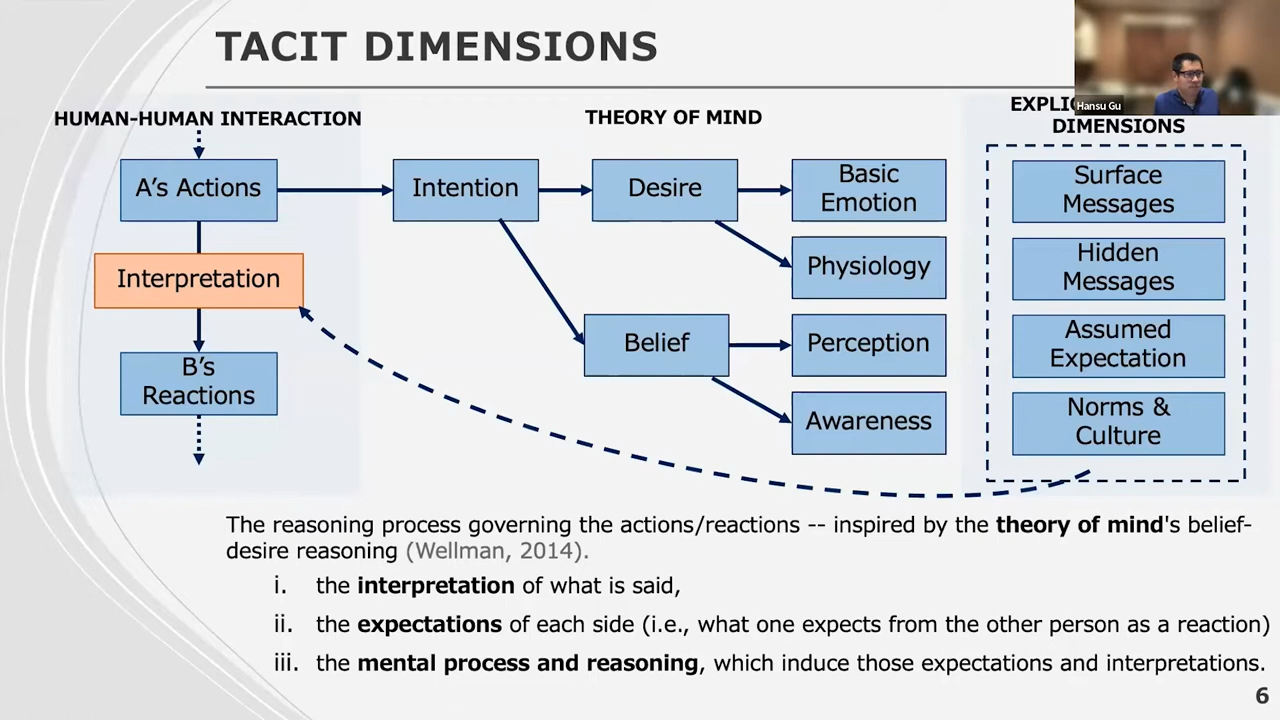 TACIT DIMENSIONS
Hansu Gu
HUMAN-HUMAN INTERACTION
THEORY OF MIND
DIMENSIONS
A's Actions
Interpretation
B's
Reactions
Intention
Desire
Belief
Basic
Emotion
Physiology
Perception
Awareness
Surface
Messages
Hidden
Messages
Assumed
Expectation
Norms &
Culture
The reasoning process governing the actions/reactions -- inspired by the theory of mind's belief-
desire reasoning (Wellman, 2014).
i. the interpretation of what is said,
ii. the expectations of each side (i.e., what one expects from the other person as a reaction)
iii. the mental process and reasoning, which induce those expectations and interpretations.
6